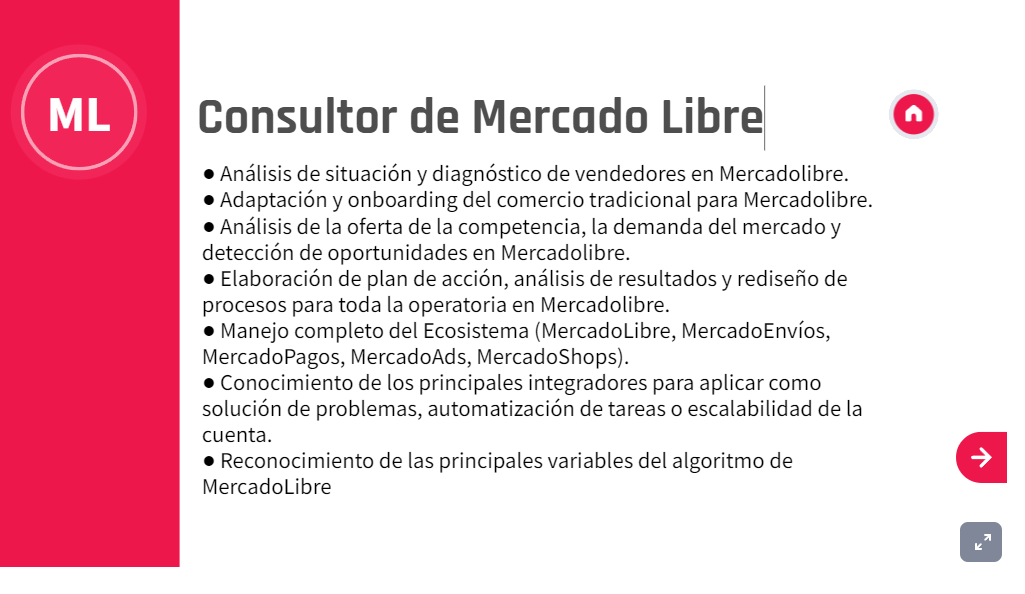 ML
Consultor de Mercado Libre
● Análisis de situación y diagnóstico de vendedores en Mercadolibre.
● Adaptación y onboarding del comercio tradicional para Mercadolibre.
● Análisis de la oferta de la competencia, la demanda del mercado y
detección de oportunidades en Mercadolibre.
● Elaboración de plan de acción, análisis de resultados y rediseño de
procesos para toda la operatoria en Mercadolibre.
● Manejo completo del Ecosistema (MercadoLibre, MercadoEnvíos,
MercadoPagos, MercadoAds, MercadoShops).
● Conocimiento de los principales integradores para aplicar como
solución de problemas, automatización de tareas o escalabilidad de la
cuenta.
● Reconocimiento de las principales variables del algoritmo de
MercadoLibre